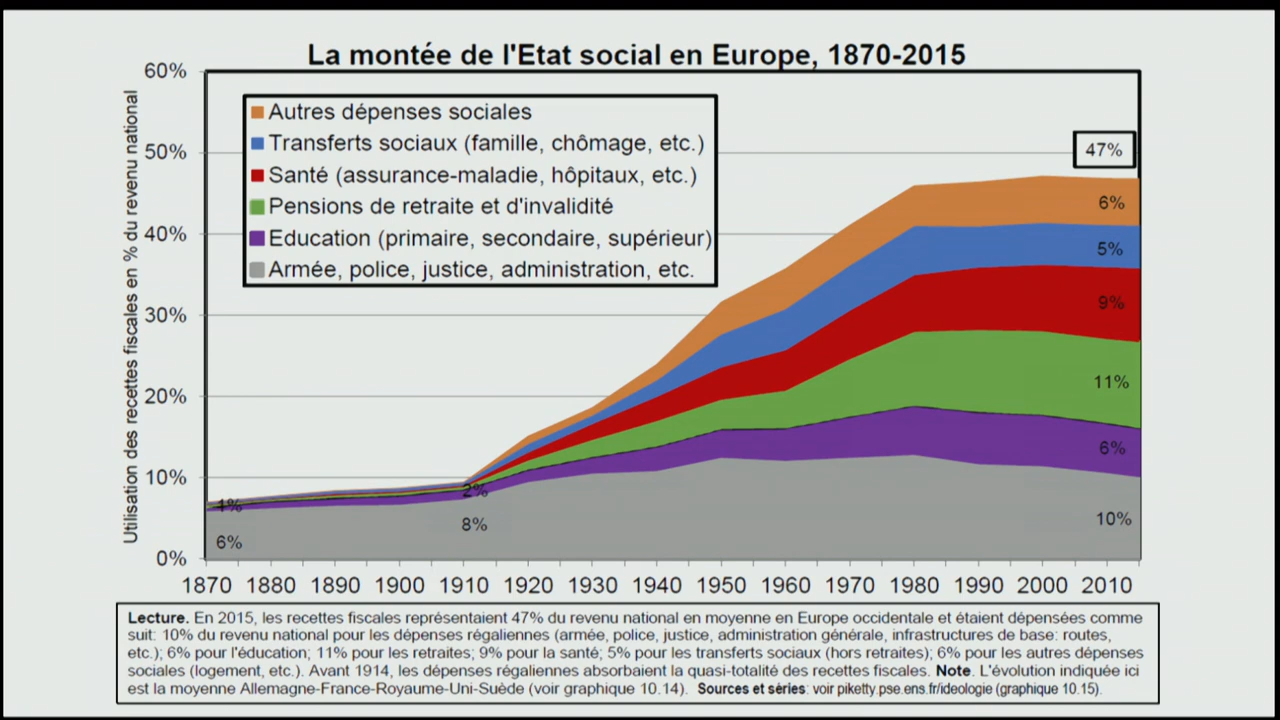 La montée de l'Etat social en Europe, 1870-2015
Utilisation des recettes fiscales en % du revenu national
60%
50%
40%
30%
20%
10%
0%
Autres dépenses sociales
Transferts sociaux (famille, chômage, etc.)
Santé (assurance-maladie, hôpitaux, etc.)
Pensions de retraite et d'invalidité
Education (primaire, secondaire, supérieur)
Armée, police, justice, administration, etc.
47%
6%
5%
9%
11%
6%
10%
1%
6%
2%
8%
1870 1880 1890 1900 1910 1920 1930 1940 1950 1960 1970 1980 1990 2000 2010
Lecture. En 2015, les recettes fiscales représentaient 47% du revenu national en moyenne en Europe occidentale et étaient dépensées comme
suit: 10% du revenu national pour les dépenses régaliennes (armée, police, justice, administration générale, infrastructures de base: routes,
etc.); 6% pour l'éducation; 11% pour les retraites; 9% pour la santé; 5% pour les transferts sociaux (hors retraites); 6% pour les autres dépenses
sociales (logement, etc.). Avant 1914, les dépenses régaliennes absorbaient la quasi-totalité des recettes fiscales. Note. L'évolution indiquée ici
est la moyenne Allemagne-France-Royaume-Uni-Suède (voir graphique 10.14). Sources et séries: voir piketty.pse.ens.fr/ideologie (graphique 10.15).